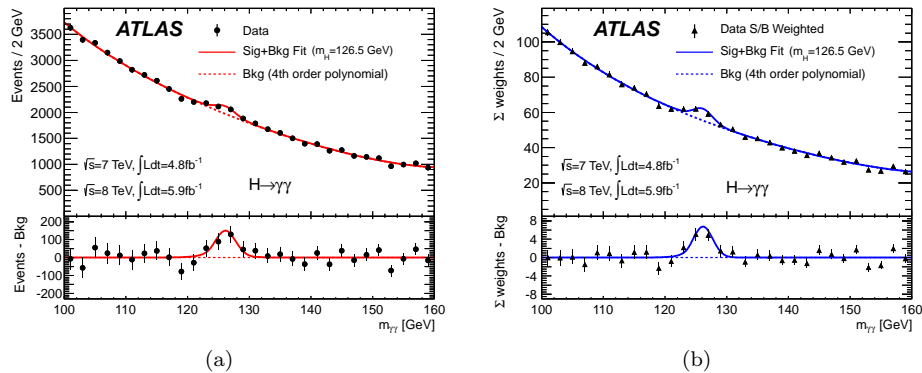 ATLAS
Data
Sig+Bkg Fit (mH=126.5 GeV)
Bkg (4th order polynomial)
Events / 2 GeV
3500
3000
2500
2000
1500
1000
500
√s=7 TeV, ∫Ldt=4.8fb-1
√s=8 TeV, ∫Ldt=5.9fb-1
H→γγ
Events - Bkg
200
100
0
-100
-200
100 110 120 130 140 150 160
mγγ [GeV]
(a)
ATLAS
Data S/B Weighted
Sig+Bkg Fit (mH=126.5 GeV)
Bkg (4th order polynomial)
Σ weights / 2 GeV
100
80
60
40
20
√s=7 TeV, ∫Ldt=4.8fb-1
√s=8 TeV, ∫Ldt=5.9fb-1
H→γγ
Σ weights - Bkg
8
4
0
-4
-8
100 110 120 130 140 150 160
mγγ [GeV]
(b)